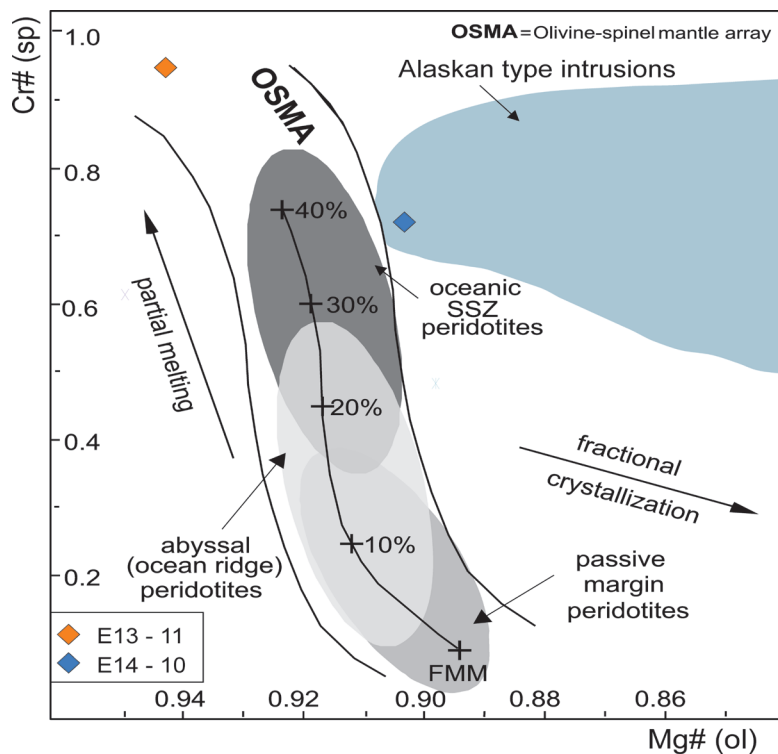 OSMA = Olivine-spinel mantle array
Alaskan type intrusions
Cr# (sp)
1.0
0.8
0.6
0.4
0.2
OSMA
40%
30%
20%
10%
FMM
partial melting
oceanic
SSZ
peridotites
fractional
crystallization
abyssal
(ocean ridge)
peridotites
passive
margin
peridotites
E13 - 11
E14 - 10
0.94
0.92
0.90
0.88
0.86
Mg# (ol)